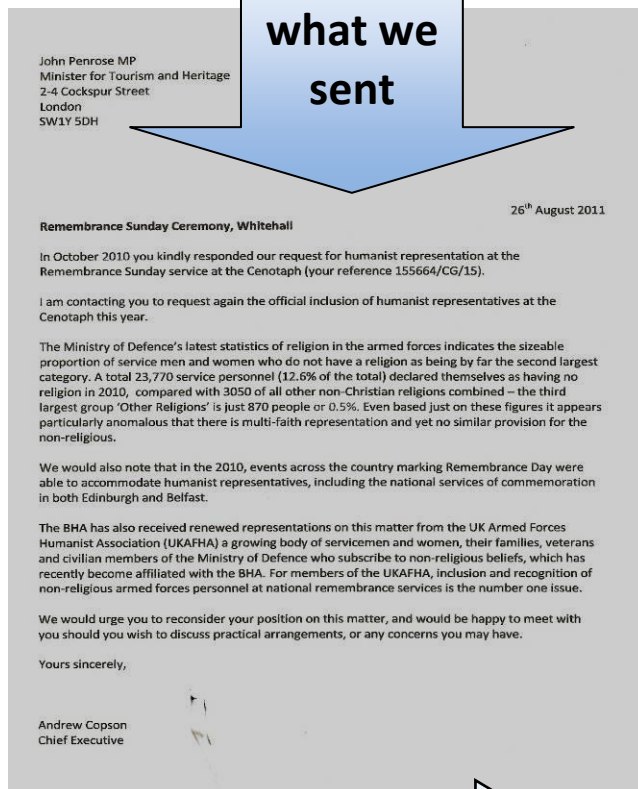 what we
sent
John Penrose MP
Minister for Tourism and Heritage
2-4 Cockspur Street
London
SW1Y 5DH
26th August 2011
Remembrance Sunday Ceremony, Whitehall
In October 2010 you kindly responded our request for humanist representation at the
Remembrance Sunday service at the Cenotaph (your reference 155664/CG/15).
I am contacting you to request again the official inclusion of humanist representatives at the
Cenotaph this year.
The Ministry of Defence's latest statistics of religion in the armed forces indicates the sizeable
proportion of service men and women who do not have a religion as being by far the second largest
category. A total 23,770 service personnel (12.6% of the total) declared themselves as having no
religion in 2010, compared with 3050 of all other non-Christian religions combined – the third
largest group 'Other Religions' is just 870 people or 0.5%. Even based just on these figures it appears
particularly anomalous that there is multi-faith representation and yet no similar provision for the
non-religious.
We would also note that in the 2010, events across the country marking Remembrance Day were
able to accommodate humanist representatives, including the national services of commemoration
in both Edinburgh and Belfast.
The BHA has also received renewed representations on this matter from the UK Armed Forces
Humanist Association (UKAFHA) a growing body of servicemen and women, their families, veterans
and civilian members of the Ministry of Defence who subscribe to non-religious beliefs, which has
recently become affiliated with the BHA. For members of the UKAFHA, inclusion and recognition of
non-religious armed forces personnel at national remembrance services is the number one issue.
We would urge you to reconsider your position on this matter, and would be happy to meet with
you should you wish to discuss practical arrangements, or any concerns you may have.
Yours sincerely,
Andrew Copson
Chief Executive